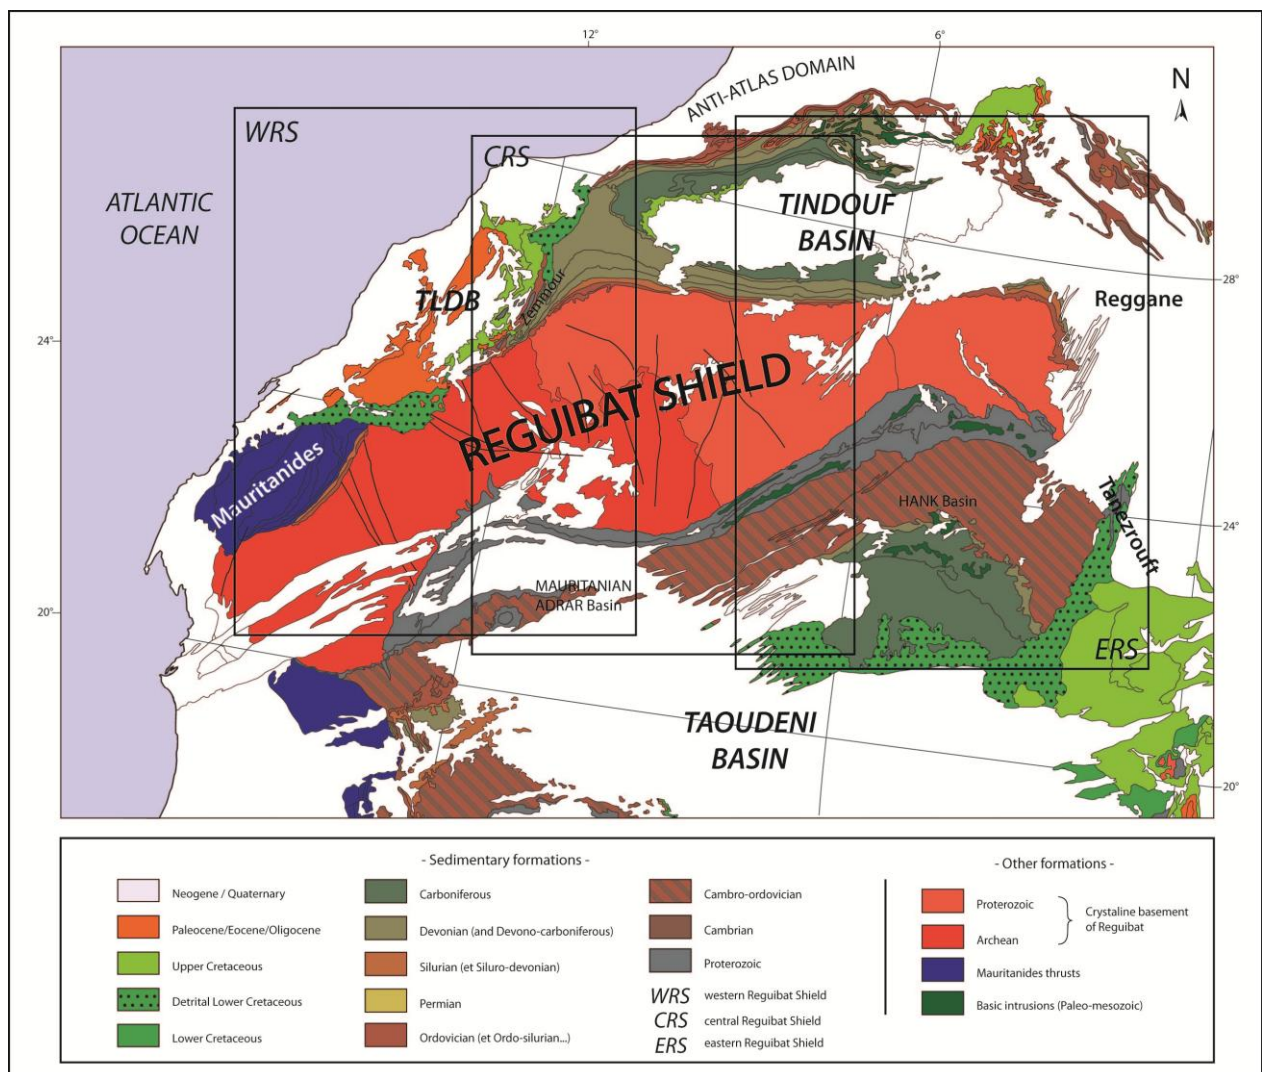 12°
6°
N
ANTI-ATLAS DOMAIN
WRS
CRS
ATLANTIC
OCEAN
TINDOUF
BASIN
28°
TLDB
Zemmour
Reggane
24°
REGUIBAT SHIELD
Mauritanides
HANK Basin
Tanezrouft
24°
MAURITANIAN
ADRAR Basin
20°
ERS
TAOUDENI
BASIN
20°
- Sedimentary formations -
- Other formations -
Neogene / Quaternary
Paleocene/Eocene/Oligocene
Upper Cretaceous
Detrital Lower Cretaceous
Lower Cretaceous
Carboniferous
Devonian (and Devono-carboniferous)
Silurian (et Siluro-devonian)
Permian
Ordovician (et Ordo-silurian...)
Cambro-ordovician
Cambrian
Proterozoic
WRS western Reguibat Shield
CRS central Reguibat Shield
ERS eastern Reguibat Shield
Proterozoic
Archean
Crystaline basement
of Reguibat
Mauritanides thrusts
Basic intrusions (Paleo-mesozoic)